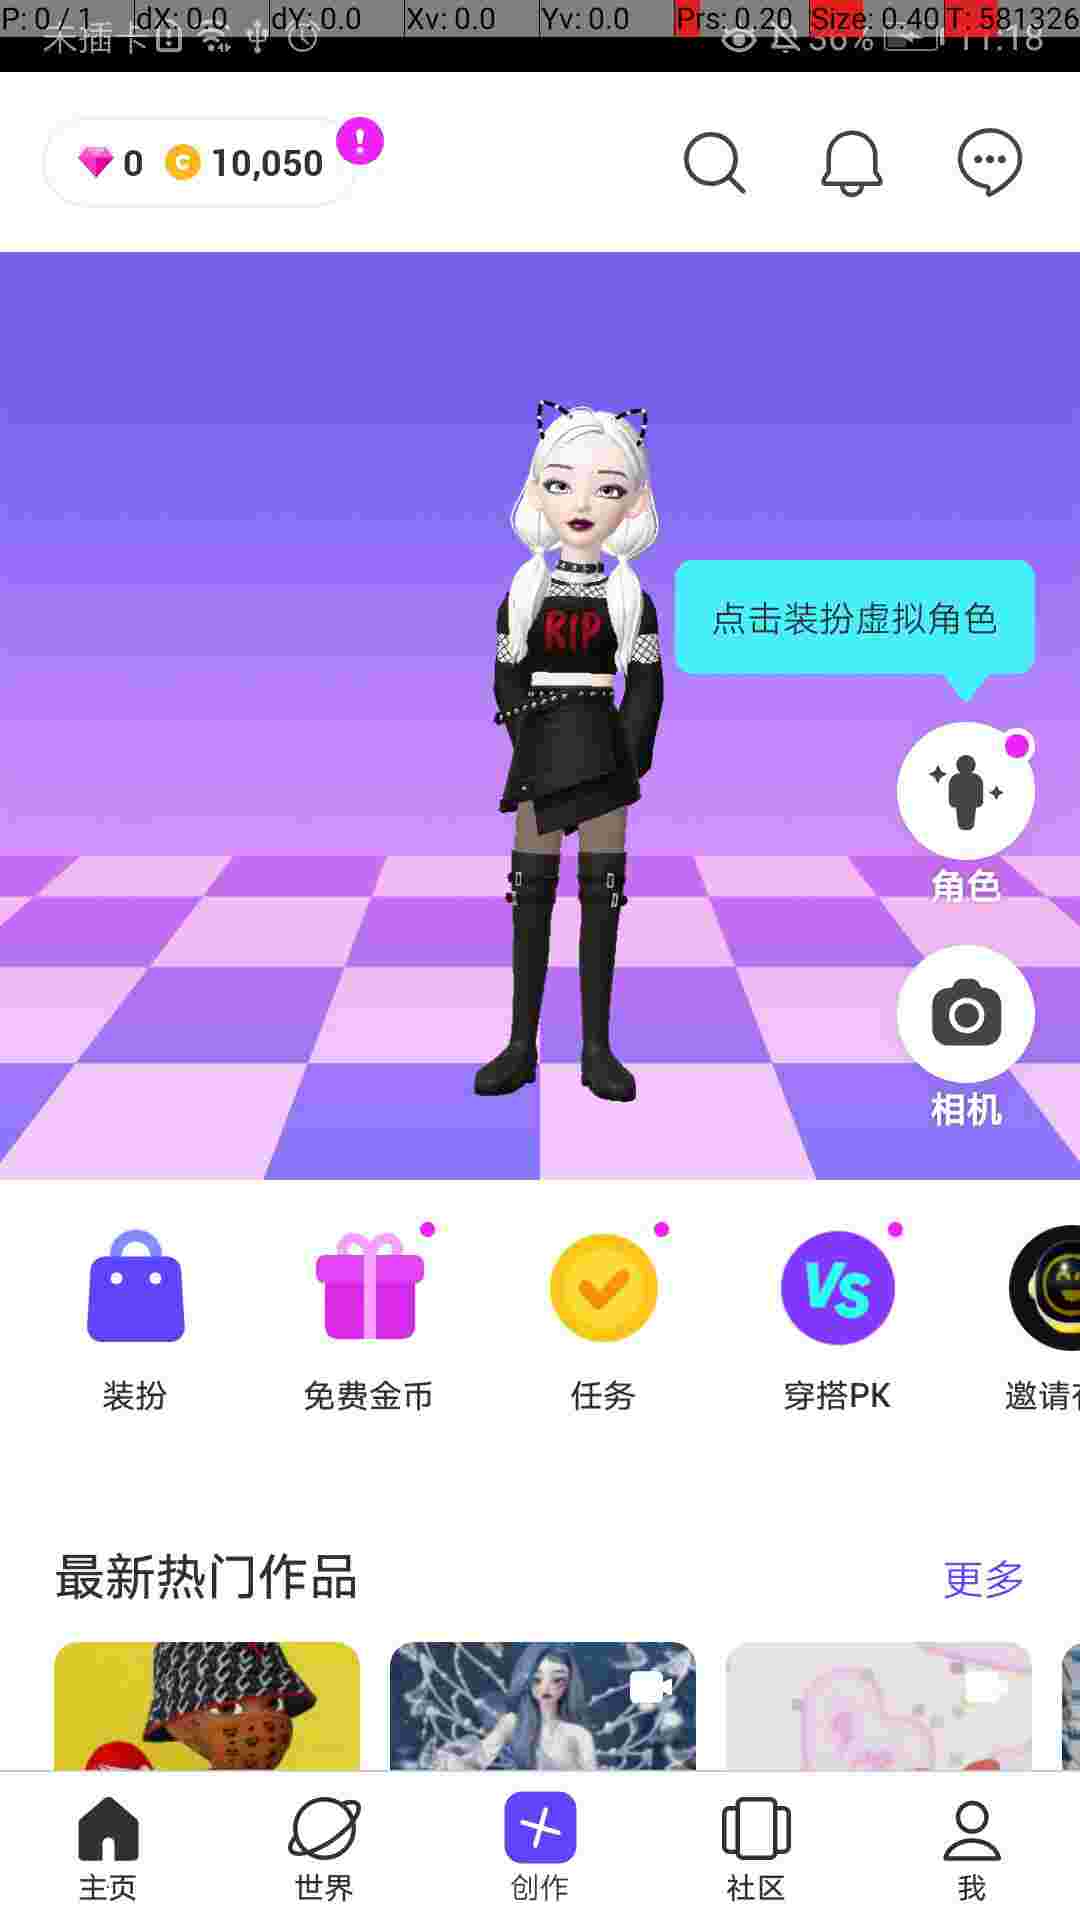 P: 0 / 1 dX: 0.0 dY: 0.0 Xv: 0.0 Yv: 0.0 Prs: 0.20 Size: 0.40 T: 581326
未插卡 36% 11:18
0 10,050
点击装扮虚拟角色
RIP
角色
相机
装扮 免费金币 任务 VS 穿搭PK 邀请
最新热门作品 更多
主页 世界 创作 社区 我